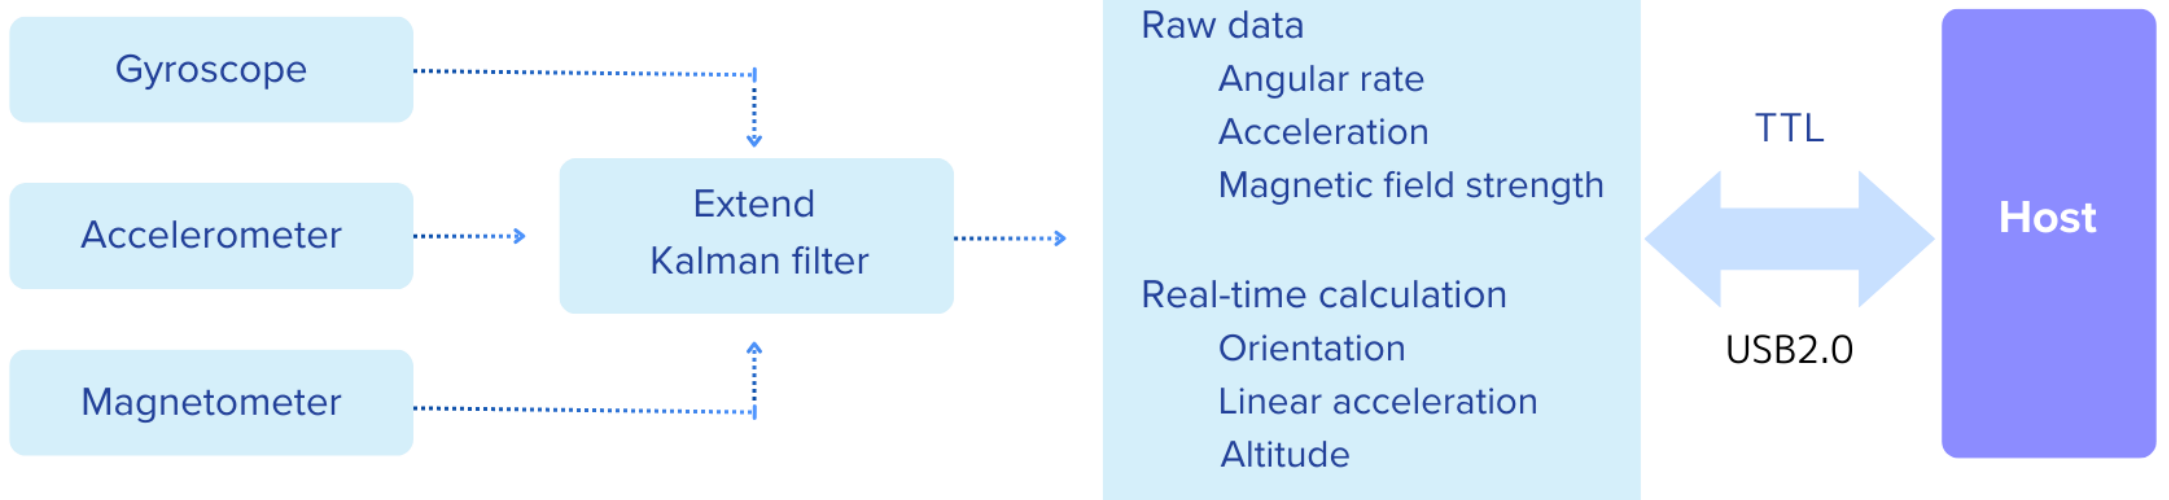 Gyroscope
Accelerometer
Magnetometer
Extend
Kalman filter
Raw data
Angular rate
Acceleration
Magnetic field strength
Real-time calculation
Orientation
Linear acceleration
Altitude
TTL
USB2.0
Host